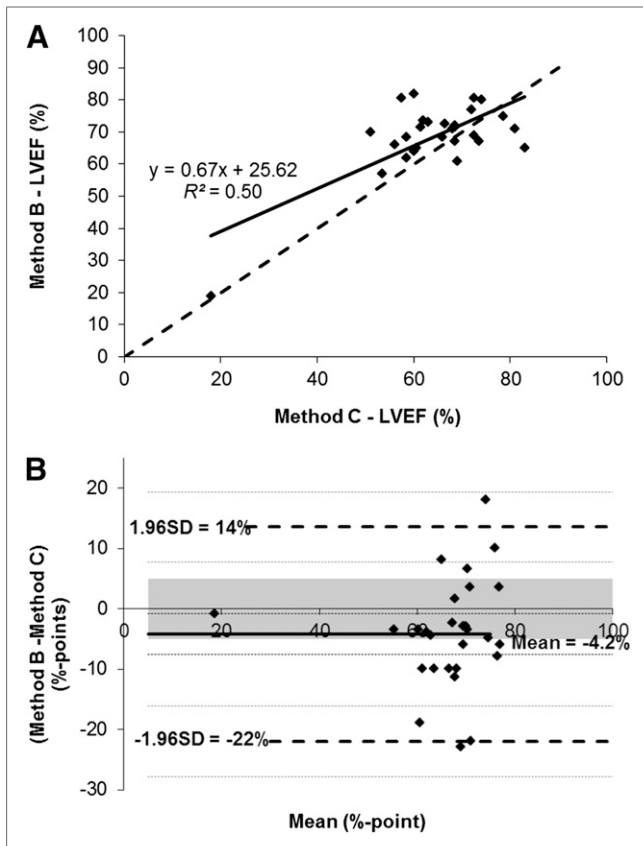 A
100
90
80
70
60
50
40
30
20
10
0
Method B - LVEF (%)
y = 0.67x + 25.62
R² = 0.50
0 20 40 60 80 100
Method C - LVEF (%)
B
20
10
0
-10
-20
-30
(Method B -Method C)
(%-points)
1.96SD = 14%
0 20 40 60 80 100
Mean = -4.2%
-1.96SD = -22%
Mean (%-point)